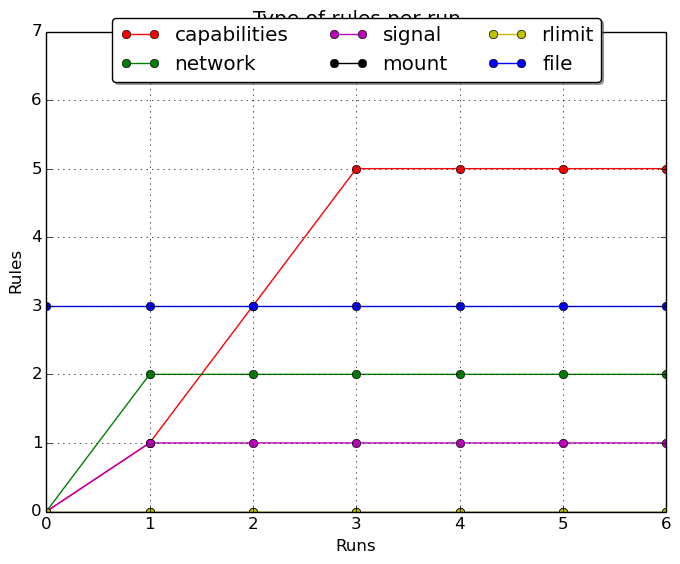 Type of rules per run
capabilities signal rlimit
network mount file
7
6
5
4
3
2
1
0
Rules
0 1 2 3 4 5 6
Runs